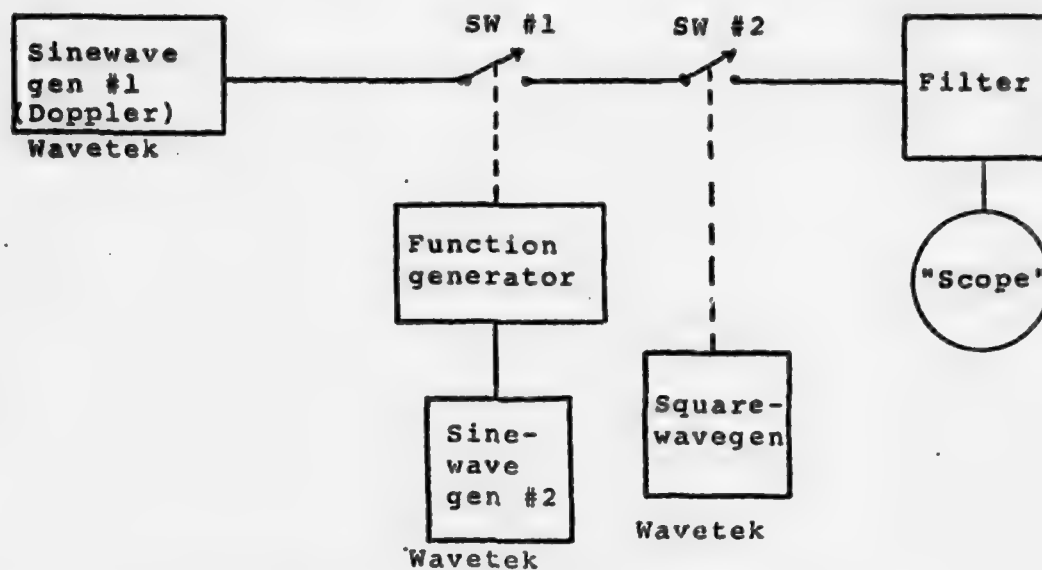 Sinewave
gen #1
(Doppler)
Wavetek
SW #1
SW #2
Filter
"Scope"
Function
generator
Sine-
wave
gen #2
Wavetek
Square-
wavegen
Wavetek